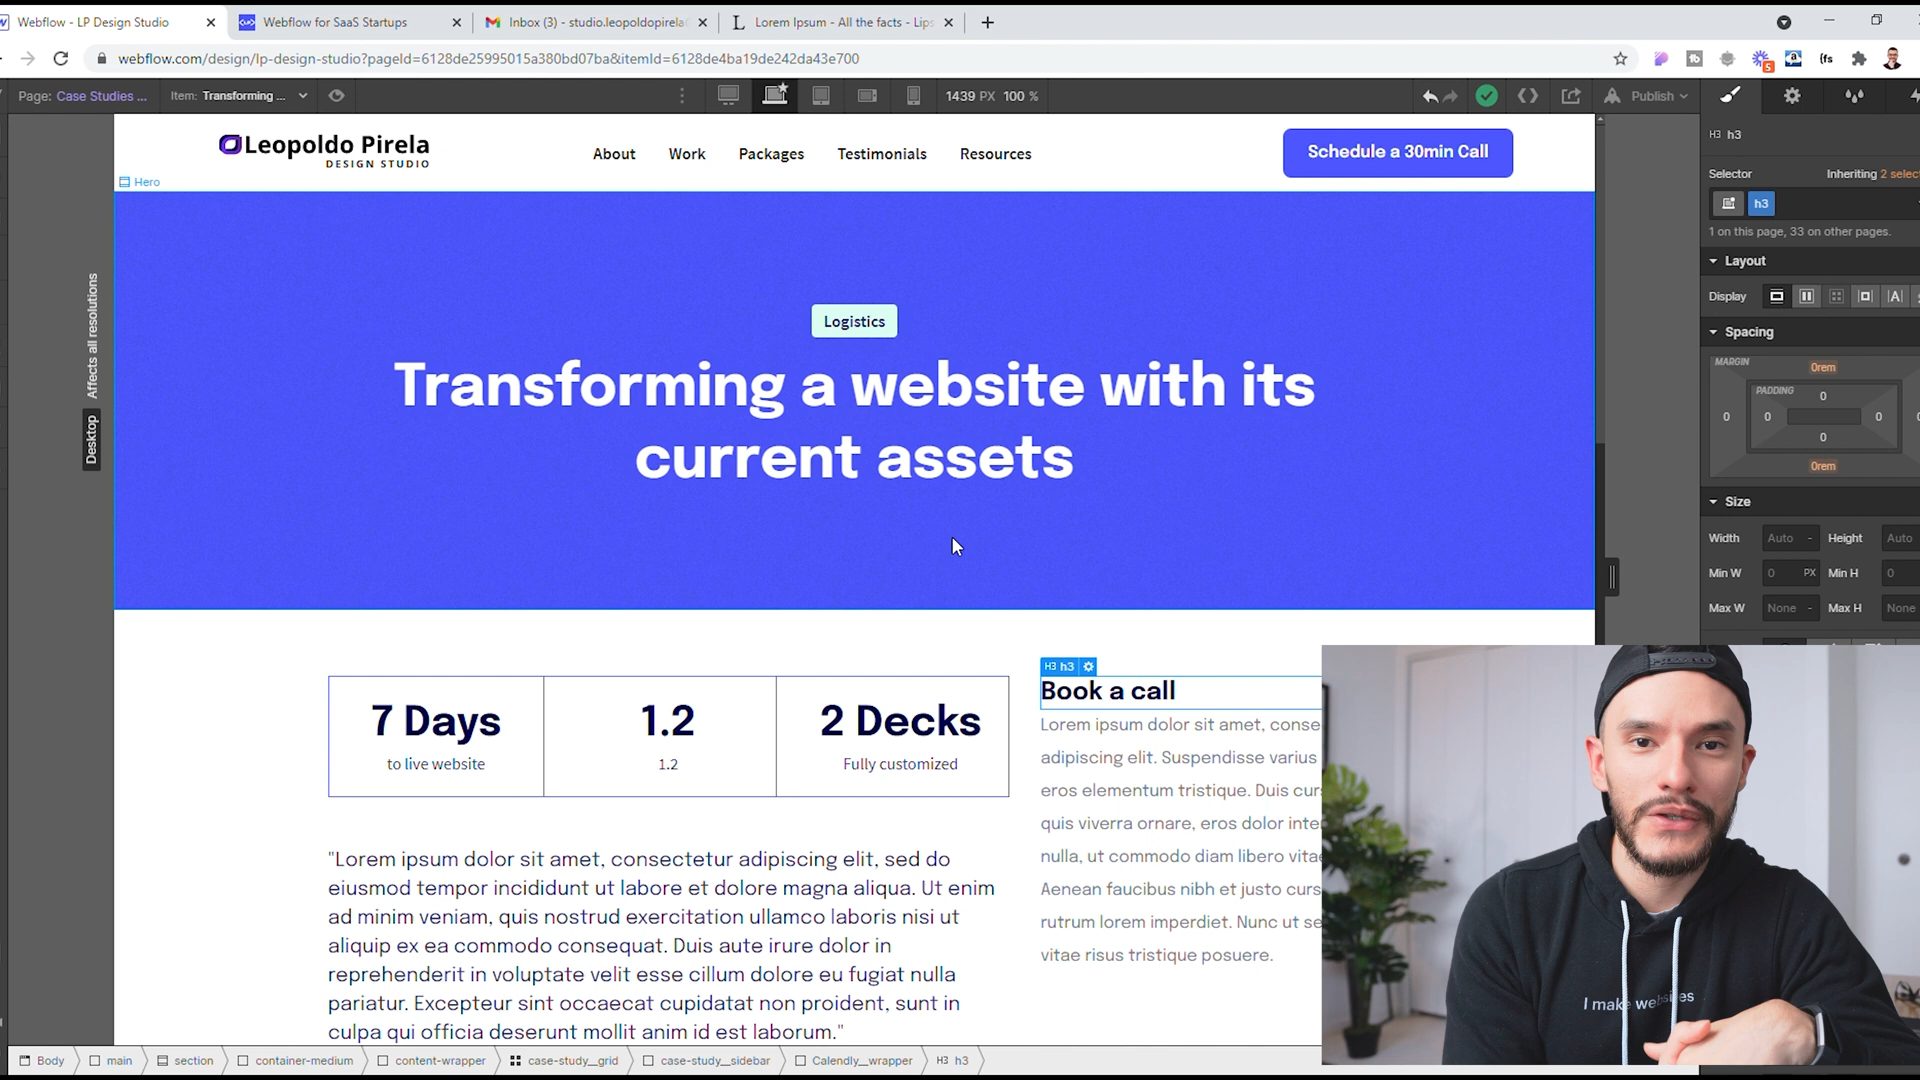 Webflow - LP Design Studio
Webflow for SaaS Startups
Inbox (3) - studio.leopoldopirela
Lorem Ipsum - All the facts - Lips
webflow.com/design/lp-design-studio?pageId=6128de25995015a380bd07ba&itemId=6128de4ba19de242da43e700
5
Page: Case Studies ...
Item: Transforming ...
1439 PX 100 %
Publish
H3 h3
Leopoldo Pirela
DESIGN STUDIO
About
Work
Packages
Testimonials
Resources
Schedule a 30min Call
Hero
Selector
Inheriting 2 selec
h3
1 on this page, 33 on other pages.
Layout
Display
Spacing
MARGIN
0rem
PADDING
0
0
0
0
0
0rem
Affects all resolutions
Desktop
Logistics
Transforming a website with its
current assets
Size
Width
Auto
-
Height
Auto
Min W
0
PX
Min H
0
Max W
None
-
Max H
None
7 Days
to live website
1.2
1.2
2 Decks
Fully customized
H3 h3
Book a call
Lorem ipsum dolor sit amet, conse
adipiscing elit. Suspendisse varius
eros elementum tristique. Duis cur
quis viverra ornare, eros dolor inte
nulla, ut commodo diam libero vitae
Aenean faucibus nibh et justo curs
rutrum lorem imperdiet. Nunc ut se
vitae risus tristique posuere.
"Lorem ipsum dolor sit amet, consectetur adipiscing elit, sed do
eiusmod tempor incididunt ut labore et dolore magna aliqua. Ut enim
ad minim veniam, quis nostrud exercitation ullamco laboris nisi ut
aliquip ex ea commodo consequat. Duis aute irure dolor in
reprehenderit in voluptate velit esse cillum dolore eu fugiat nulla
pariatur. Excepteur sint occaecat cupidatat non proident, sunt in
culpa qui officia deserunt mollit anim id est laborum."
I make websites
Body
main
section
container-medium
content-wrapper
case-study__grid
case-study__sidebar
Calendly__wrapper
H3 h3